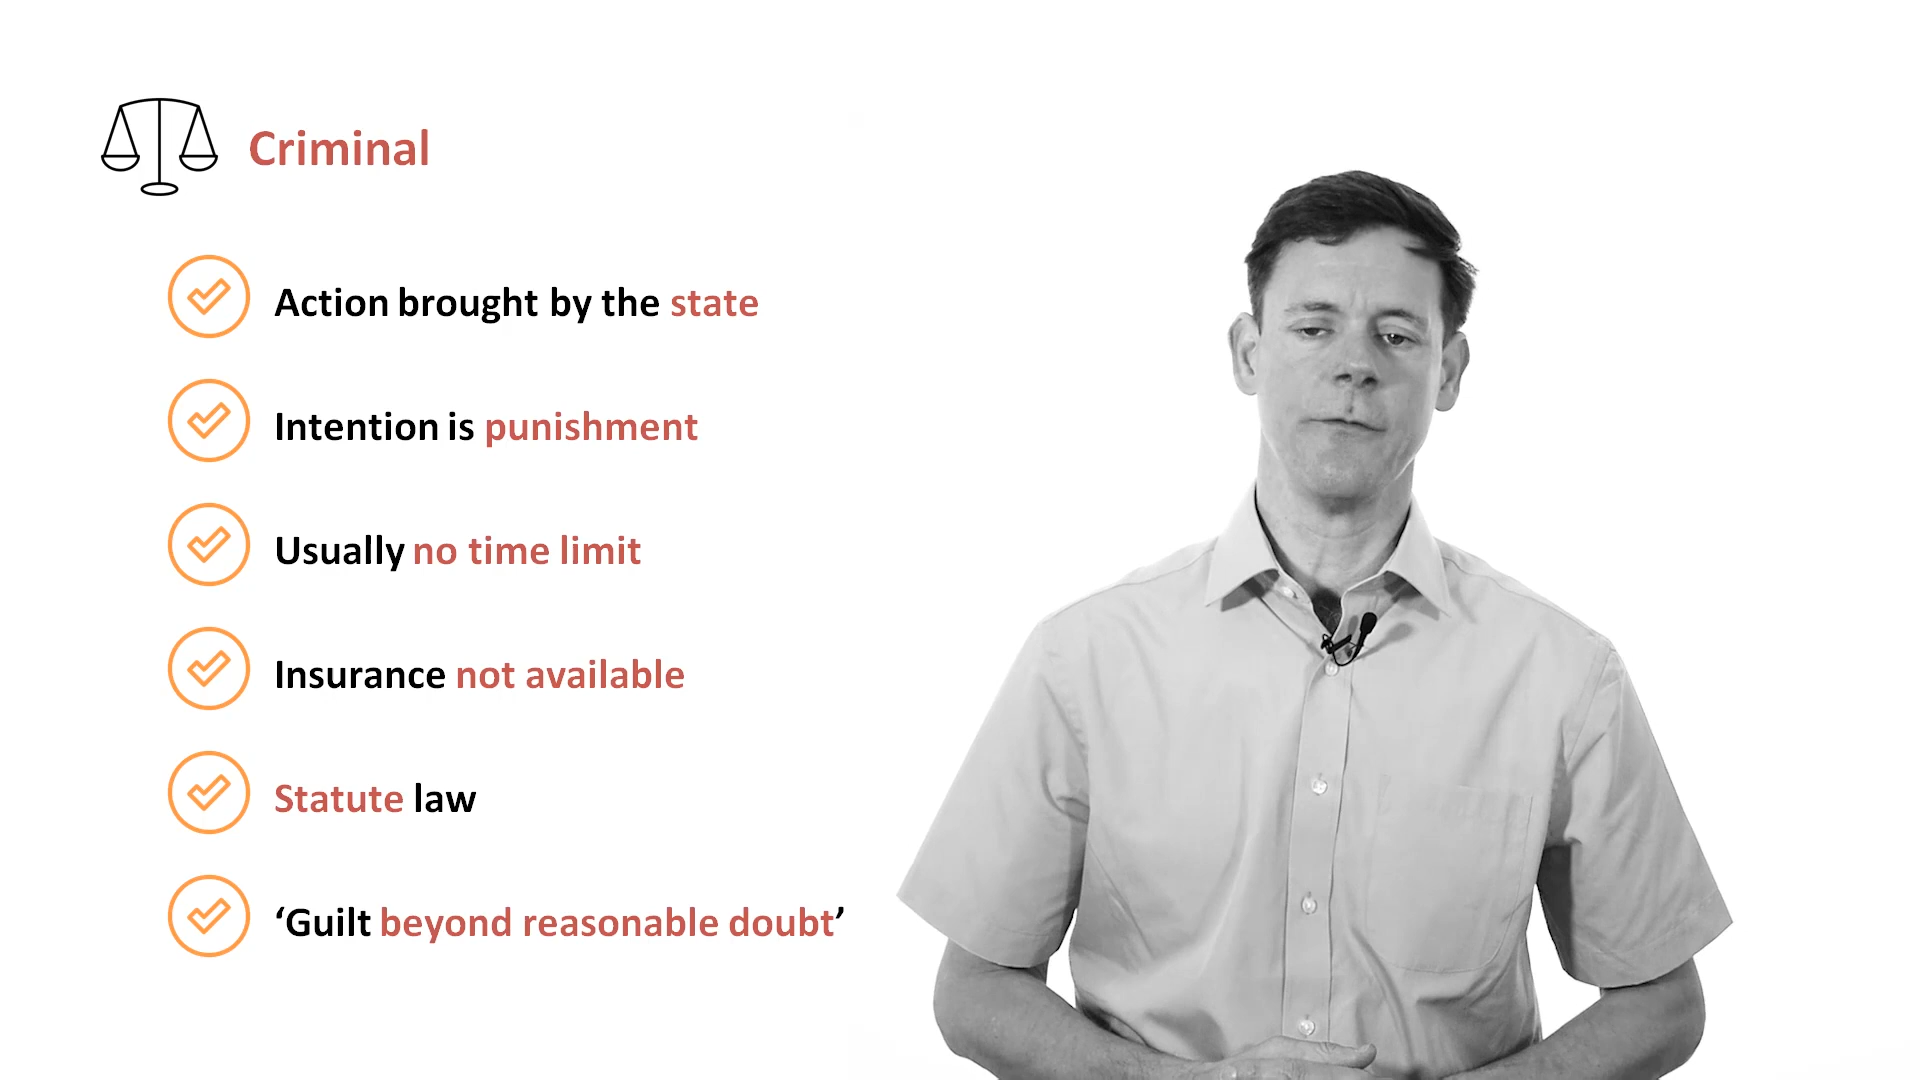 Criminal
Action brought by the state
Intention is punishment
Usually no time limit
Insurance not available
Statute law
‘Guilt beyond reasonable doubt’